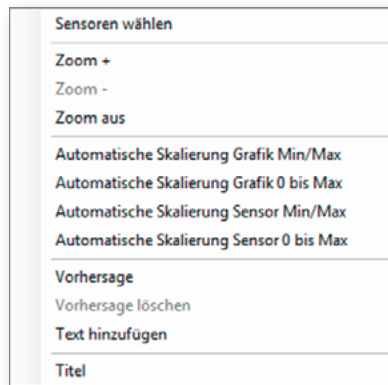 Sensoren wählen
Zoom +
Zoom -
Zoom aus
Automatische Skalierung Grafik Min/Max
Automatische Skalierung Grafik 0 bis Max
Automatische Skalierung Sensor Min/Max
Automatische Skalierung Sensor 0 bis Max
Vorhersage
Vorhersage löschen
Text hinzufügen
Titel